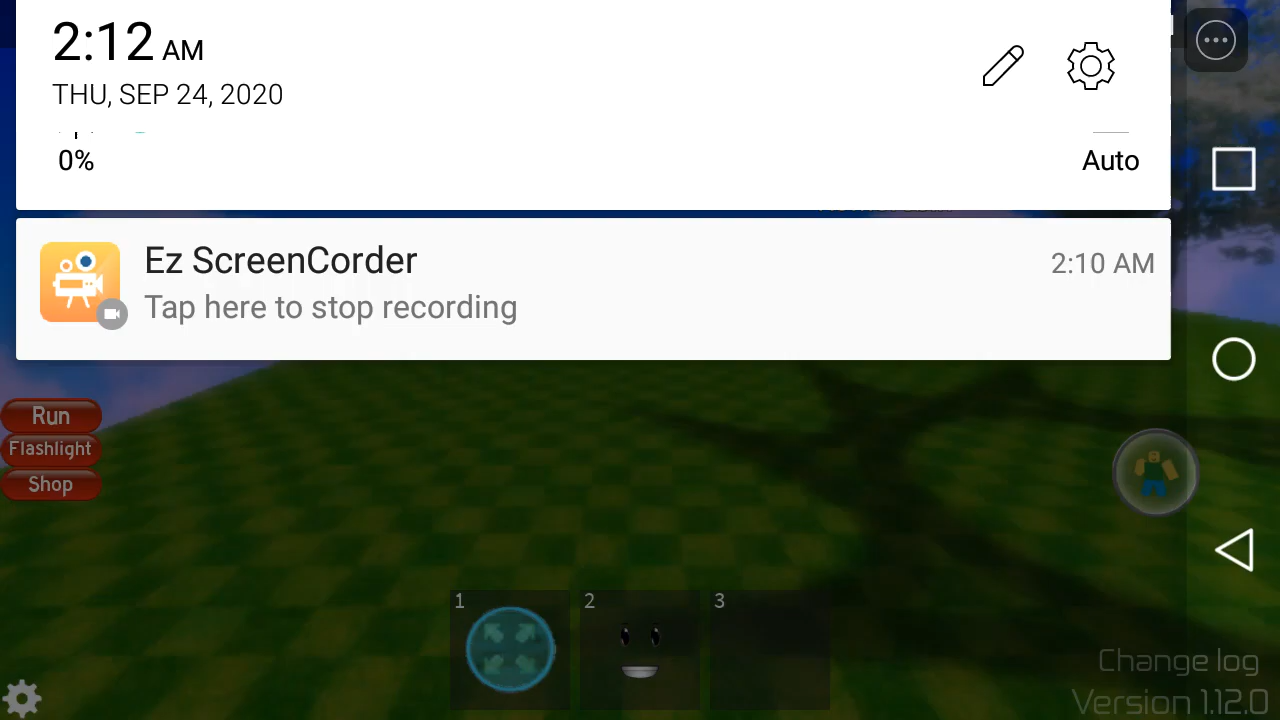 2:12 AM
THU, SEP 24, 2020
0%
Auto
Ez ScreenCorder
2:10 AM
Tap here to stop recording
Run
Flashlight
Shop
1
2
3
Change log
Version 1.12.0